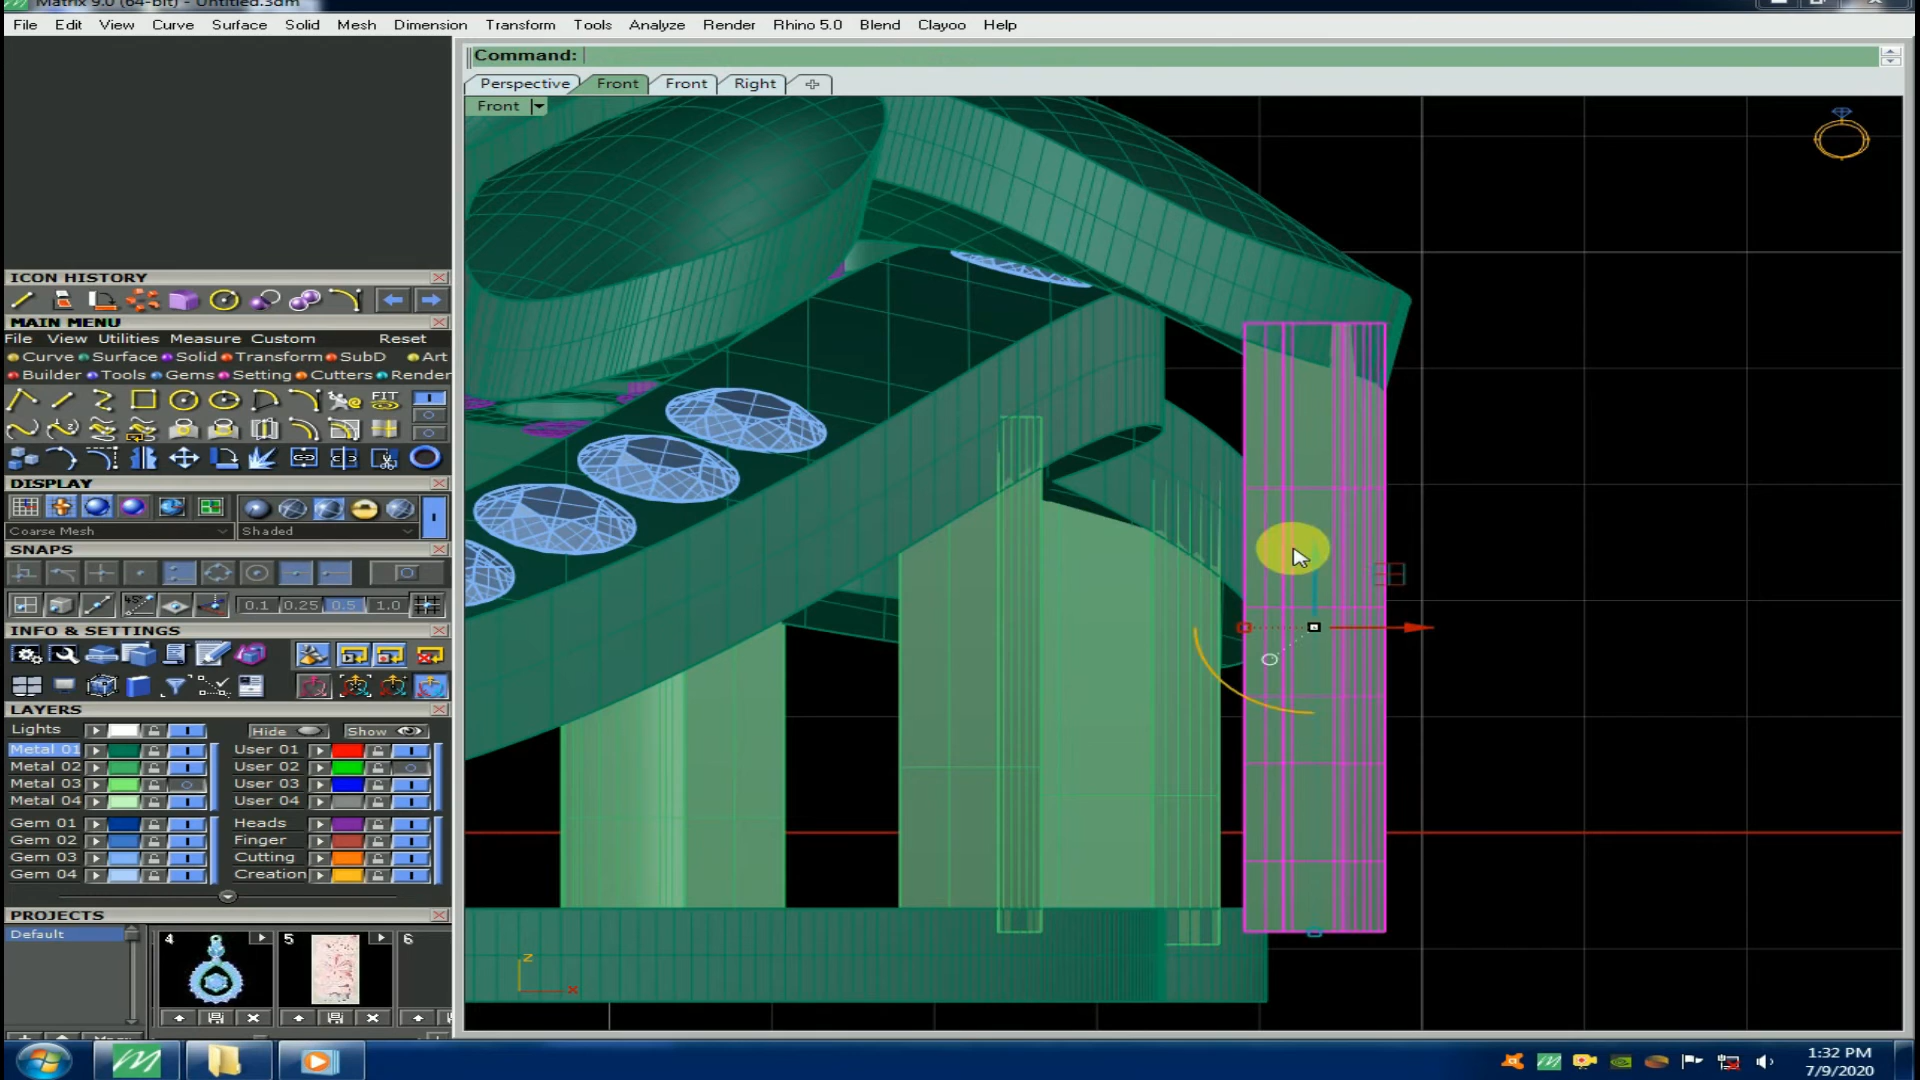 Matrix 9.0 (64-bit) - Untitled.3dm
File Edit View Curve Surface Solid Mesh Dimension Transform Tools Analyze Render Rhino 5.0 Blend Clayoo Help
Command:
Perspective Front Front Right
Front
ICON HISTORY
MAIN MENU
File View Utilities Measure Custom Reset
Curve Surface Solid Transform SubD Art
Builder Tools Gems Setting Cutters Render
FIT
DISPLAY
Coarse Mesh Shaded
SNAPS
45°
0.1 0.25 0.5 1.0
INFO & SETTINGS
LAYERS
Lights Hide Show
Metal 01 User 01
Metal 02 User 02
Metal 03 User 03
Metal 04 User 04
Gem 01 Heads
Gem 02 Finger
Gem 03 Cutting
Gem 04 Creation
PROJECTS
Default
4 5 6
z
x
1:32 PM
7/9/2020